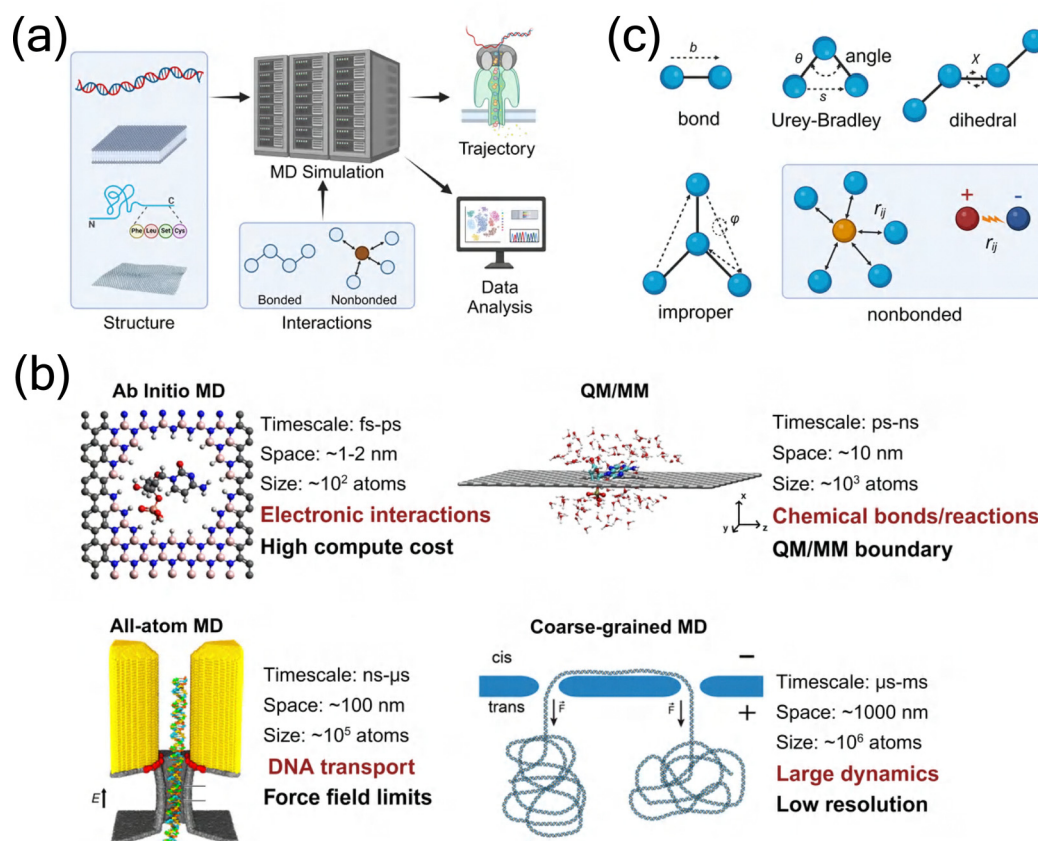 (a)
N
C
Phe Leu Set Cys
Structure
MD Simulation
Bonded
Nonbonded
Interactions
Trajectory
Data
Analysis
(c)
b
bond
θ
angle
s
Urey-Bradley
X
dihedral
φ
improper
rij
+
-
rij
nonbonded
(b)
Ab Initio MD
Timescale: fs-ps
Space: ~1-2 nm
Size: ~10² atoms
Electronic interactions
High compute cost
QM/MM
x
y
z
Timescale: ps-ns
Space: ~10 nm
Size: ~10³ atoms
Chemical bonds/reactions
QM/MM boundary
All-atom MD
E
Timescale: ns-µs
Space: ~100 nm
Size: ~10⁵ atoms
DNA transport
Force field limits
Coarse-grained MD
cis
trans
F⃗
F⃗
−
+
Timescale: µs-ms
Space: ~1000 nm
Size: ~10⁶ atoms
Large dynamics
Low resolution